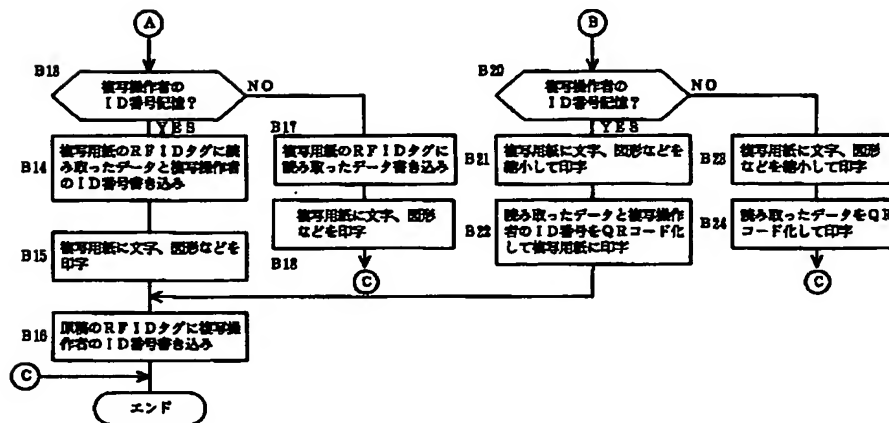 A
B13
複写操作者の
ID番号記憶?
NO
YES
B14
複写用紙のRFIDタグに読
み取ったデータと複写操作者
のID番号書き込み
B15
複写用紙に文字、図形などを
印字
B16
原稿のRFIDタグに複写操
作者のID番号書き込み
C
エンド
B17
複写用紙のRFIDタグに
読み取ったデータ書き込み
複写用紙に文字、図形
などを印字
B18
C
B
B20
複写操作者の
ID番号記憶?
NO
YES
B21
複写用紙に文字、図形などを
縮小して印字
B22
読み取ったデータと複写操作
者のID番号をQRコード化
して複写用紙に印字
B23
複写用紙に文字、図形
などを縮小して印字
B24
読み取ったデータをQR
コード化して印字
C